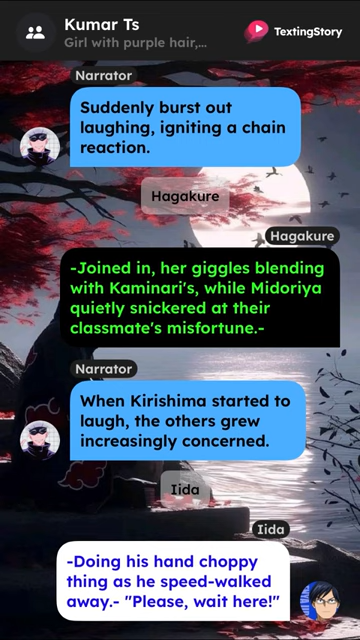 Kumar Ts
Girl with purple hair,...
TextingStory
Narrator
Suddenly burst out
laughing, igniting a chain
reaction.
Hagakure
Hagakure
-Joined in, her giggles blending
with Kaminari's, while Midoriya
quietly snickered at their
classmate's misfortune.-
Narrator
When Kirishima started to
laugh, the others grew
increasingly concerned.
Iida
Iida
-Doing his hand choppy
thing as he speed-walked
away.- "Please, wait here!"